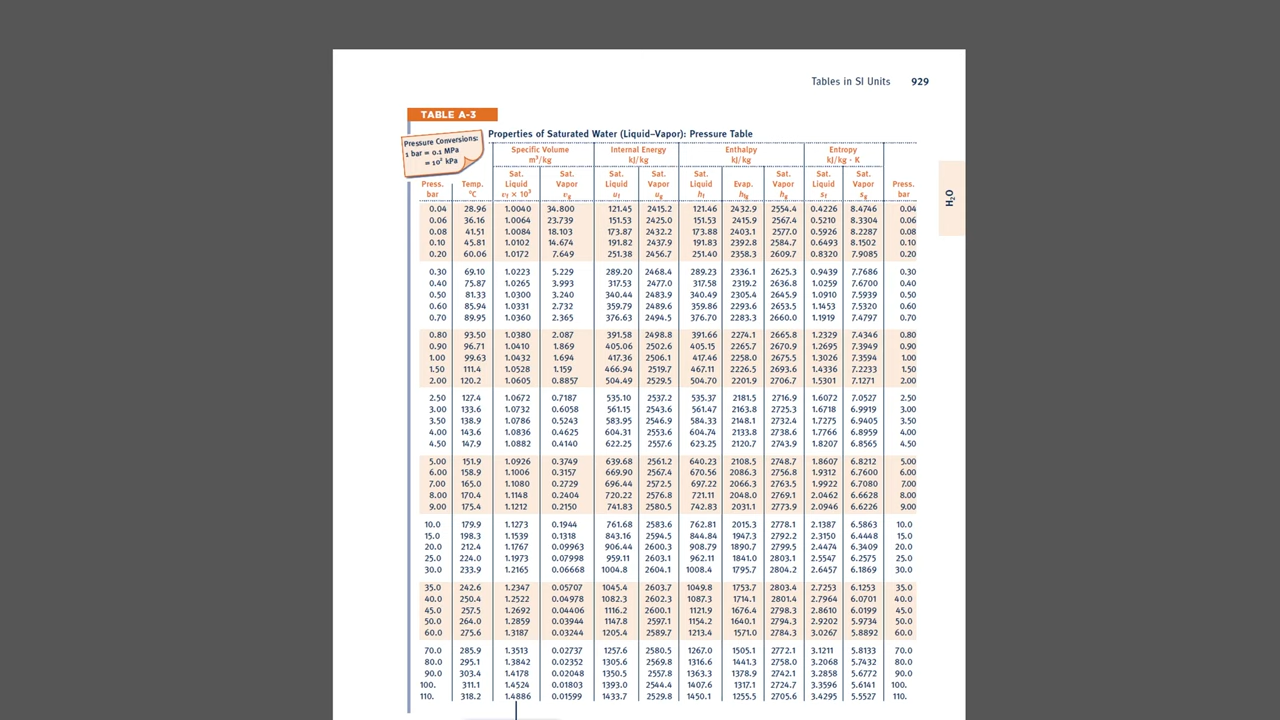 Tables in SI Units 929
TABLE A-3
Properties of Saturated Water (Liquid–Vapor): Pressure Table
Pressure Conversions:
1 bar = 0.1 MPa
= 10² kPa
Specific Volume Internal Energy Enthalpy Entropy
m³/kg kJ/kg kJ/kg kJ/kg · K
Sat. Sat. Sat. Sat. Sat. Sat. Sat. Sat.
Press. Temp. Liquid Vapor Liquid Vapor Liquid Evap. Vapor Liquid Vapor Press.
bar °C vf × 10³ vg uf ug hf hfg hg sf sg bar
0.04 28.96 1.0040 34.800 121.45 2415.2 121.46 2432.9 2554.4 0.4226 8.4746 0.04
0.06 36.16 1.0064 23.739 151.53 2425.0 151.53 2415.9 2567.4 0.5210 8.3304 0.06
0.08 41.51 1.0084 18.103 173.87 2432.2 173.88 2403.1 2577.0 0.5926 8.2287 0.08
0.10 45.81 1.0102 14.674 191.82 2437.9 191.83 2392.8 2584.7 0.6493 8.1502 0.10
0.20 60.06 1.0172 7.649 251.38 2456.7 251.40 2358.3 2609.7 0.8320 7.9085 0.20
0.30 69.10 1.0223 5.229 289.20 2468.4 289.23 2336.1 2625.3 0.9439 7.7686 0.30
0.40 75.87 1.0265 3.993 317.53 2477.0 317.58 2319.2 2636.8 1.0259 7.6700 0.40
0.50 81.33 1.0300 3.240 340.44 2483.9 340.49 2305.4 2645.9 1.0910 7.5939 0.50
0.60 85.94 1.0331 2.732 359.79 2489.6 359.86 2293.6 2653.5 1.1453 7.5320 0.60
0.70 89.95 1.0360 2.365 376.63 2494.5 376.70 2283.3 2660.0 1.1919 7.4797 0.70
0.80 93.50 1.0380 2.087 391.58 2498.8 391.66 2274.1 2665.8 1.2329 7.4346 0.80
0.90 96.71 1.0410 1.869 405.06 2502.6 405.15 2265.7 2670.9 1.2695 7.3949 0.90
1.00 99.63 1.0432 1.694 417.36 2506.1 417.46 2258.0 2675.5 1.3026 7.3594 1.00
1.50 111.4 1.0528 1.159 466.94 2519.7 467.11 2226.5 2693.6 1.4336 7.2233 1.50
2.00 120.2 1.0605 0.8857 504.49 2529.5 504.70 2201.9 2706.7 1.5301 7.1271 2.00
2.50 127.4 1.0672 0.7187 535.10 2537.2 535.37 2181.5 2716.9 1.6072 7.0527 2.50
3.00 133.6 1.0732 0.6058 561.15 2543.6 561.47 2163.8 2725.3 1.6718 6.9919 3.00
3.50 138.9 1.0786 0.5243 583.95 2546.9 584.33 2148.1 2732.4 1.7275 6.9405 3.50
4.00 143.6 1.0836 0.4625 604.31 2553.6 604.74 2133.8 2738.6 1.7766 6.8959 4.00
4.50 147.9 1.0882 0.4140 622.25 2557.6 623.25 2120.7 2743.9 1.8207 6.8565 4.50
5.00 151.9 1.0926 0.3749 639.68 2561.2 640.23 2108.5 2748.7 1.8607 6.8212 5.00
6.00 158.9 1.1006 0.3157 669.90 2567.4 670.56 2086.3 2756.8 1.9312 6.7600 6.00
7.00 165.0 1.1080 0.2729 696.44 2572.5 697.22 2066.3 2763.5 1.9922 6.7080 7.00
8.00 170.4 1.1148 0.2404 720.22 2576.8 721.11 2048.0 2769.1 2.0462 6.6628 8.00
9.00 175.4 1.1212 0.2150 741.83 2580.5 742.83 2031.1 2773.9 2.0946 6.6226 9.00
10.0 179.9 1.1273 0.1944 761.68 2583.6 762.81 2015.3 2778.1 2.1387 6.5863 10.0
15.0 198.3 1.1539 0.1318 843.16 2594.5 844.84 1947.3 2792.2 2.3150 6.4448 15.0
20.0 212.4 1.1767 0.09963 906.44 2600.3 908.79 1890.7 2799.5 2.4474 6.3409 20.0
25.0 224.0 1.1973 0.07998 959.11 2603.1 962.11 1841.0 2803.1 2.5547 6.2575 25.0
30.0 233.9 1.2165 0.06668 1004.8 2604.1 1008.4 1795.7 2804.2 2.6457 6.1869 30.0
35.0 242.6 1.2347 0.05707 1045.4 2603.7 1049.8 1753.7 2803.4 2.7253 6.1253 35.0
40.0 250.4 1.2522 0.04978 1082.3 2602.3 1087.3 1714.1 2801.4 2.7964 6.0701 40.0
45.0 257.5 1.2692 0.04406 1116.2 2600.1 1121.9 1676.4 2798.3 2.8610 6.0199 45.0
50.0 264.0 1.2859 0.03944 1147.8 2597.1 1154.2 1640.1 2794.3 2.9202 5.9734 50.0
60.0 275.6 1.3187 0.03244 1205.4 2589.7 1213.4 1571.0 2784.3 3.0267 5.8892 60.0
70.0 285.9 1.3513 0.02737 1257.6 2580.5 1267.0 1505.1 2772.1 3.1211 5.8133 70.0
80.0 295.1 1.3842 0.02352 1305.6 2569.8 1316.6 1441.3 2758.0 3.2068 5.7432 80.0
90.0 303.4 1.4178 0.02048 1350.5 2557.8 1363.3 1378.9 2742.1 3.2858 5.6772 90.0
100. 311.1 1.4524 0.01803 1393.0 2544.4 1407.6 1317.1 2724.7 3.3596 5.6141 100.
110. 318.2 1.4886 0.01599 1433.7 2529.8 1450.1 1255.5 2705.6 3.4295 5.5527 110.
H₂O